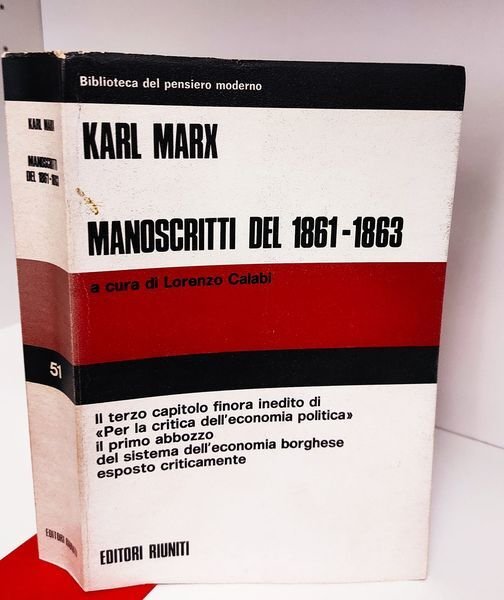 Biblioteca del pensiero moderno
KARL MARX
MANOSCRITTI DEL 1861-1863
a cura di Lorenzo Calabi
Il terzo capitolo finora inedito di
«Per la critica dell'economia politica»
il primo abbozzo
del sistema dell'economia borghese
esposto criticamente
EDITORI RIUNITI
KARL MARX
MANOSCRITTI
DEL 1861-1863
51
EDITORI RIUNITI